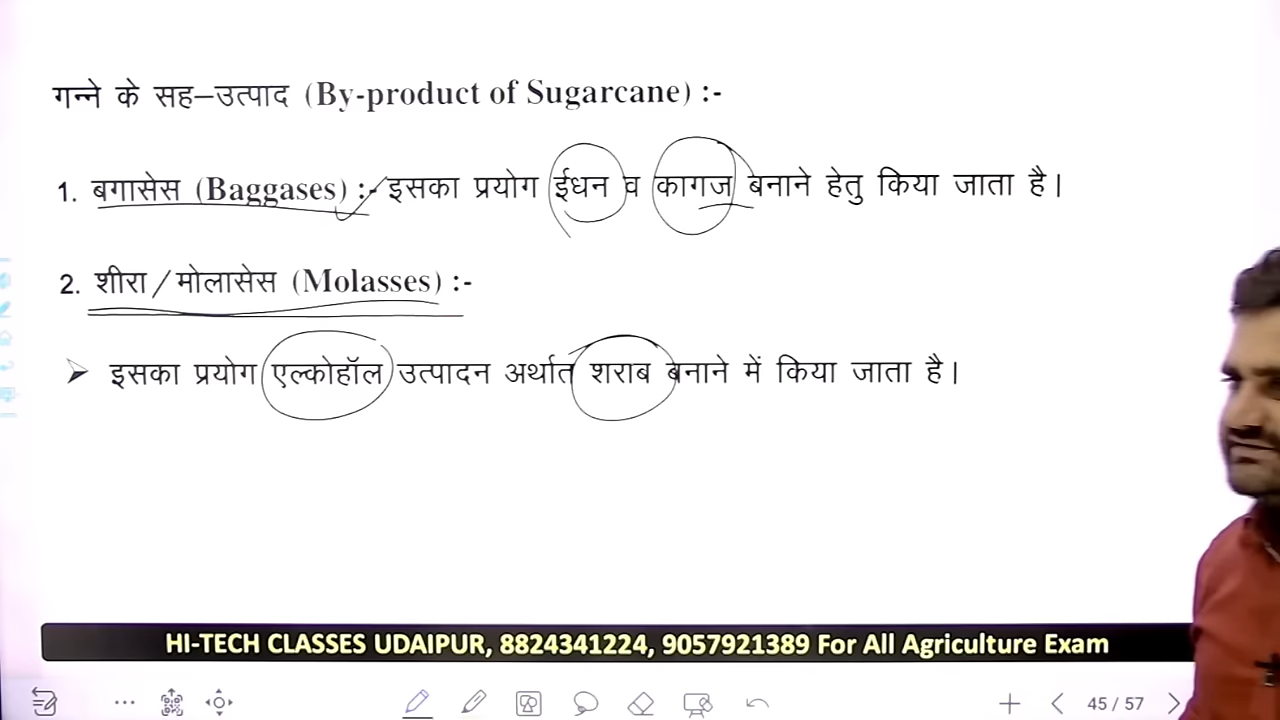 गन्ने के सह–उत्पाद (By-product of Sugarcane) :-
1. बगासेस (Baggases) :- इसका प्रयोग ईधन व कागज बनाने हेतु किया जाता है।
2. शीरा/मोलासेस (Molasses) :-
➤ इसका प्रयोग एल्कोहॉल उत्पादन अर्थात शराब बनाने में किया जाता है।
HI-TECH CLASSES UDAIPUR, 8824341224, 9057921389 For All Agriculture Exam
45 / 57